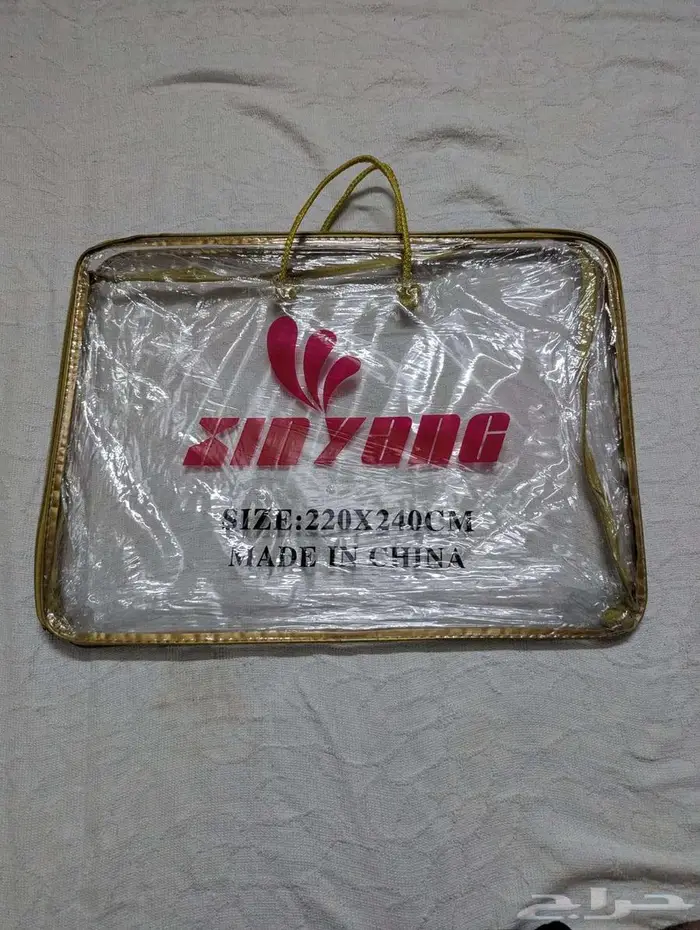 XINYANG
SIZE:220X240CM
MADE IN CHINA
حراج